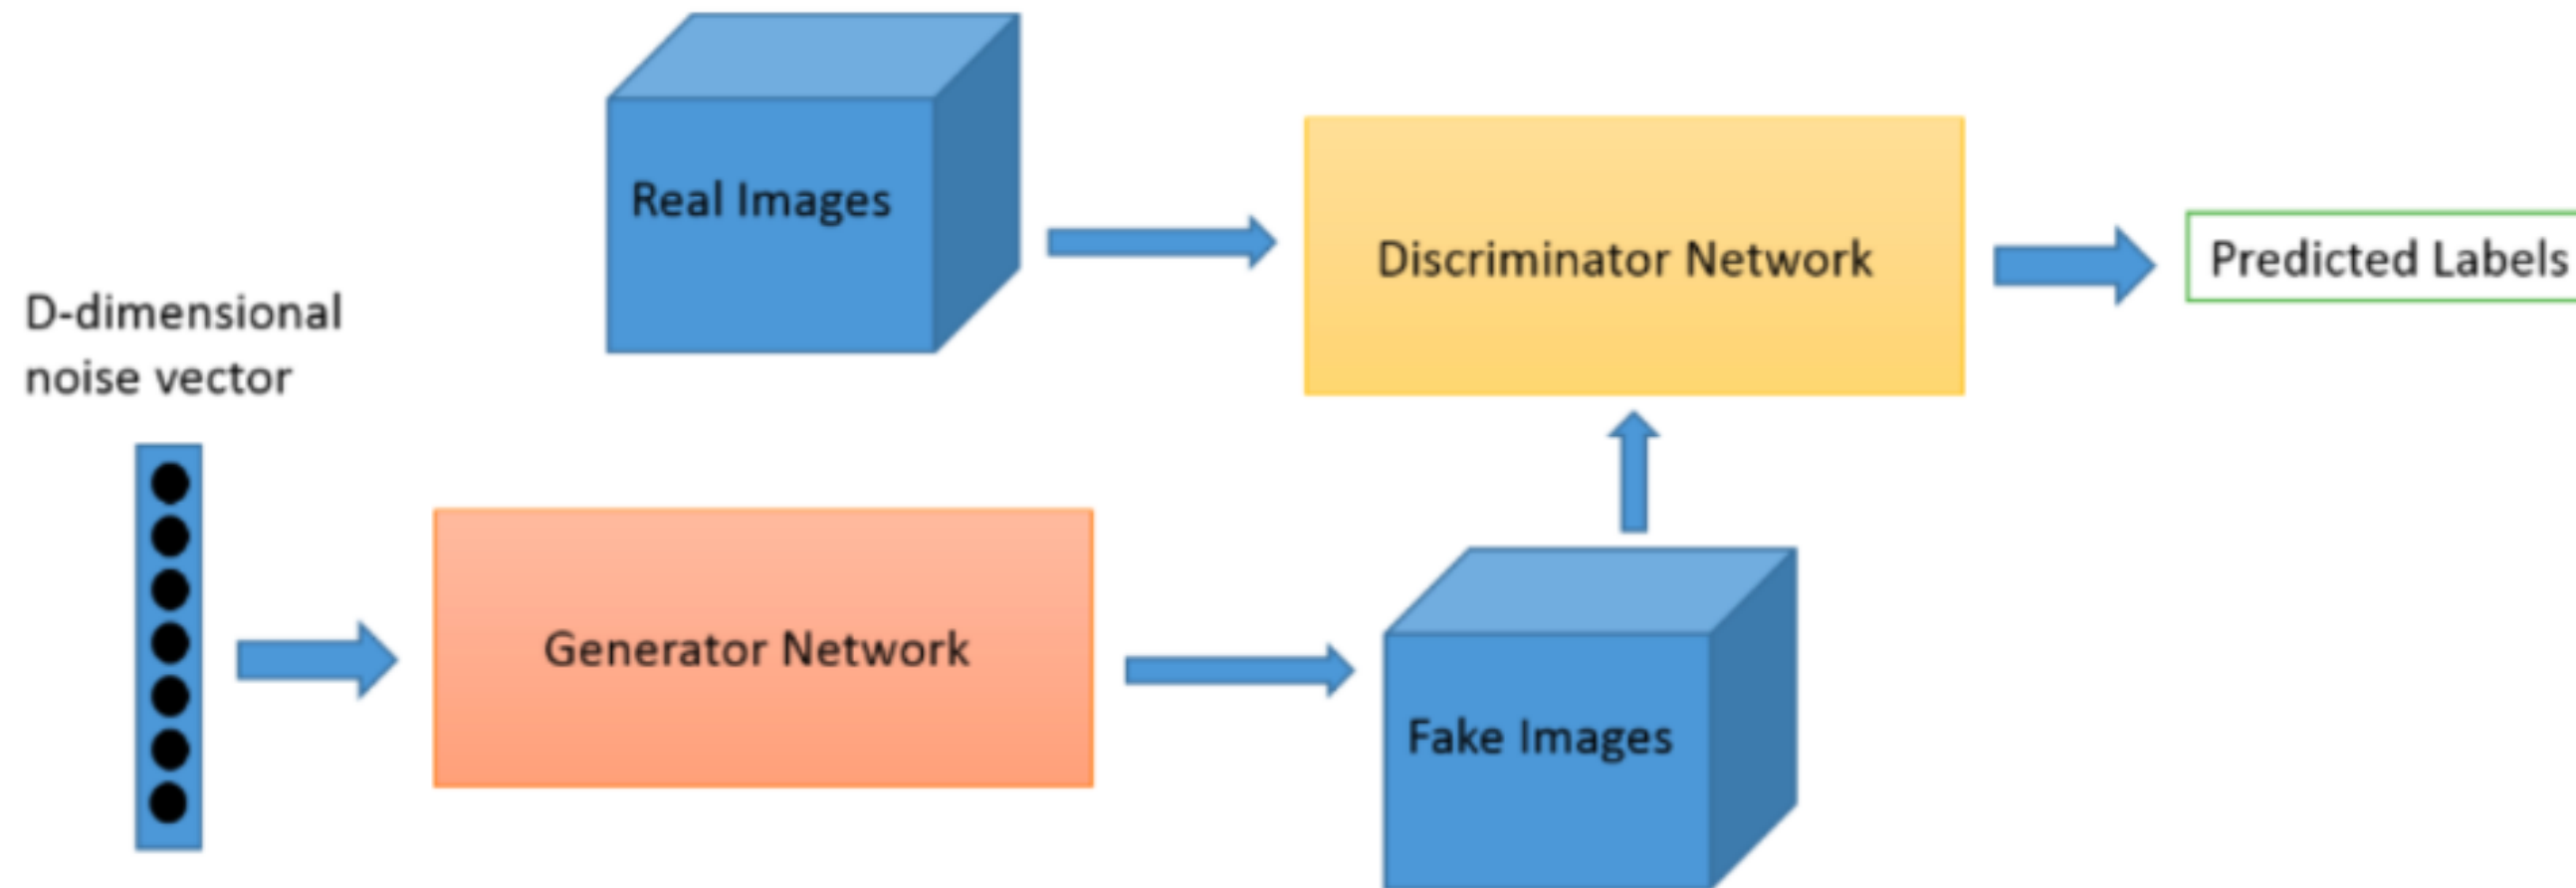 Real Images
Discriminator Network
Predicted Labels
D-dimensional
noise vector
Generator Network
Fake Images